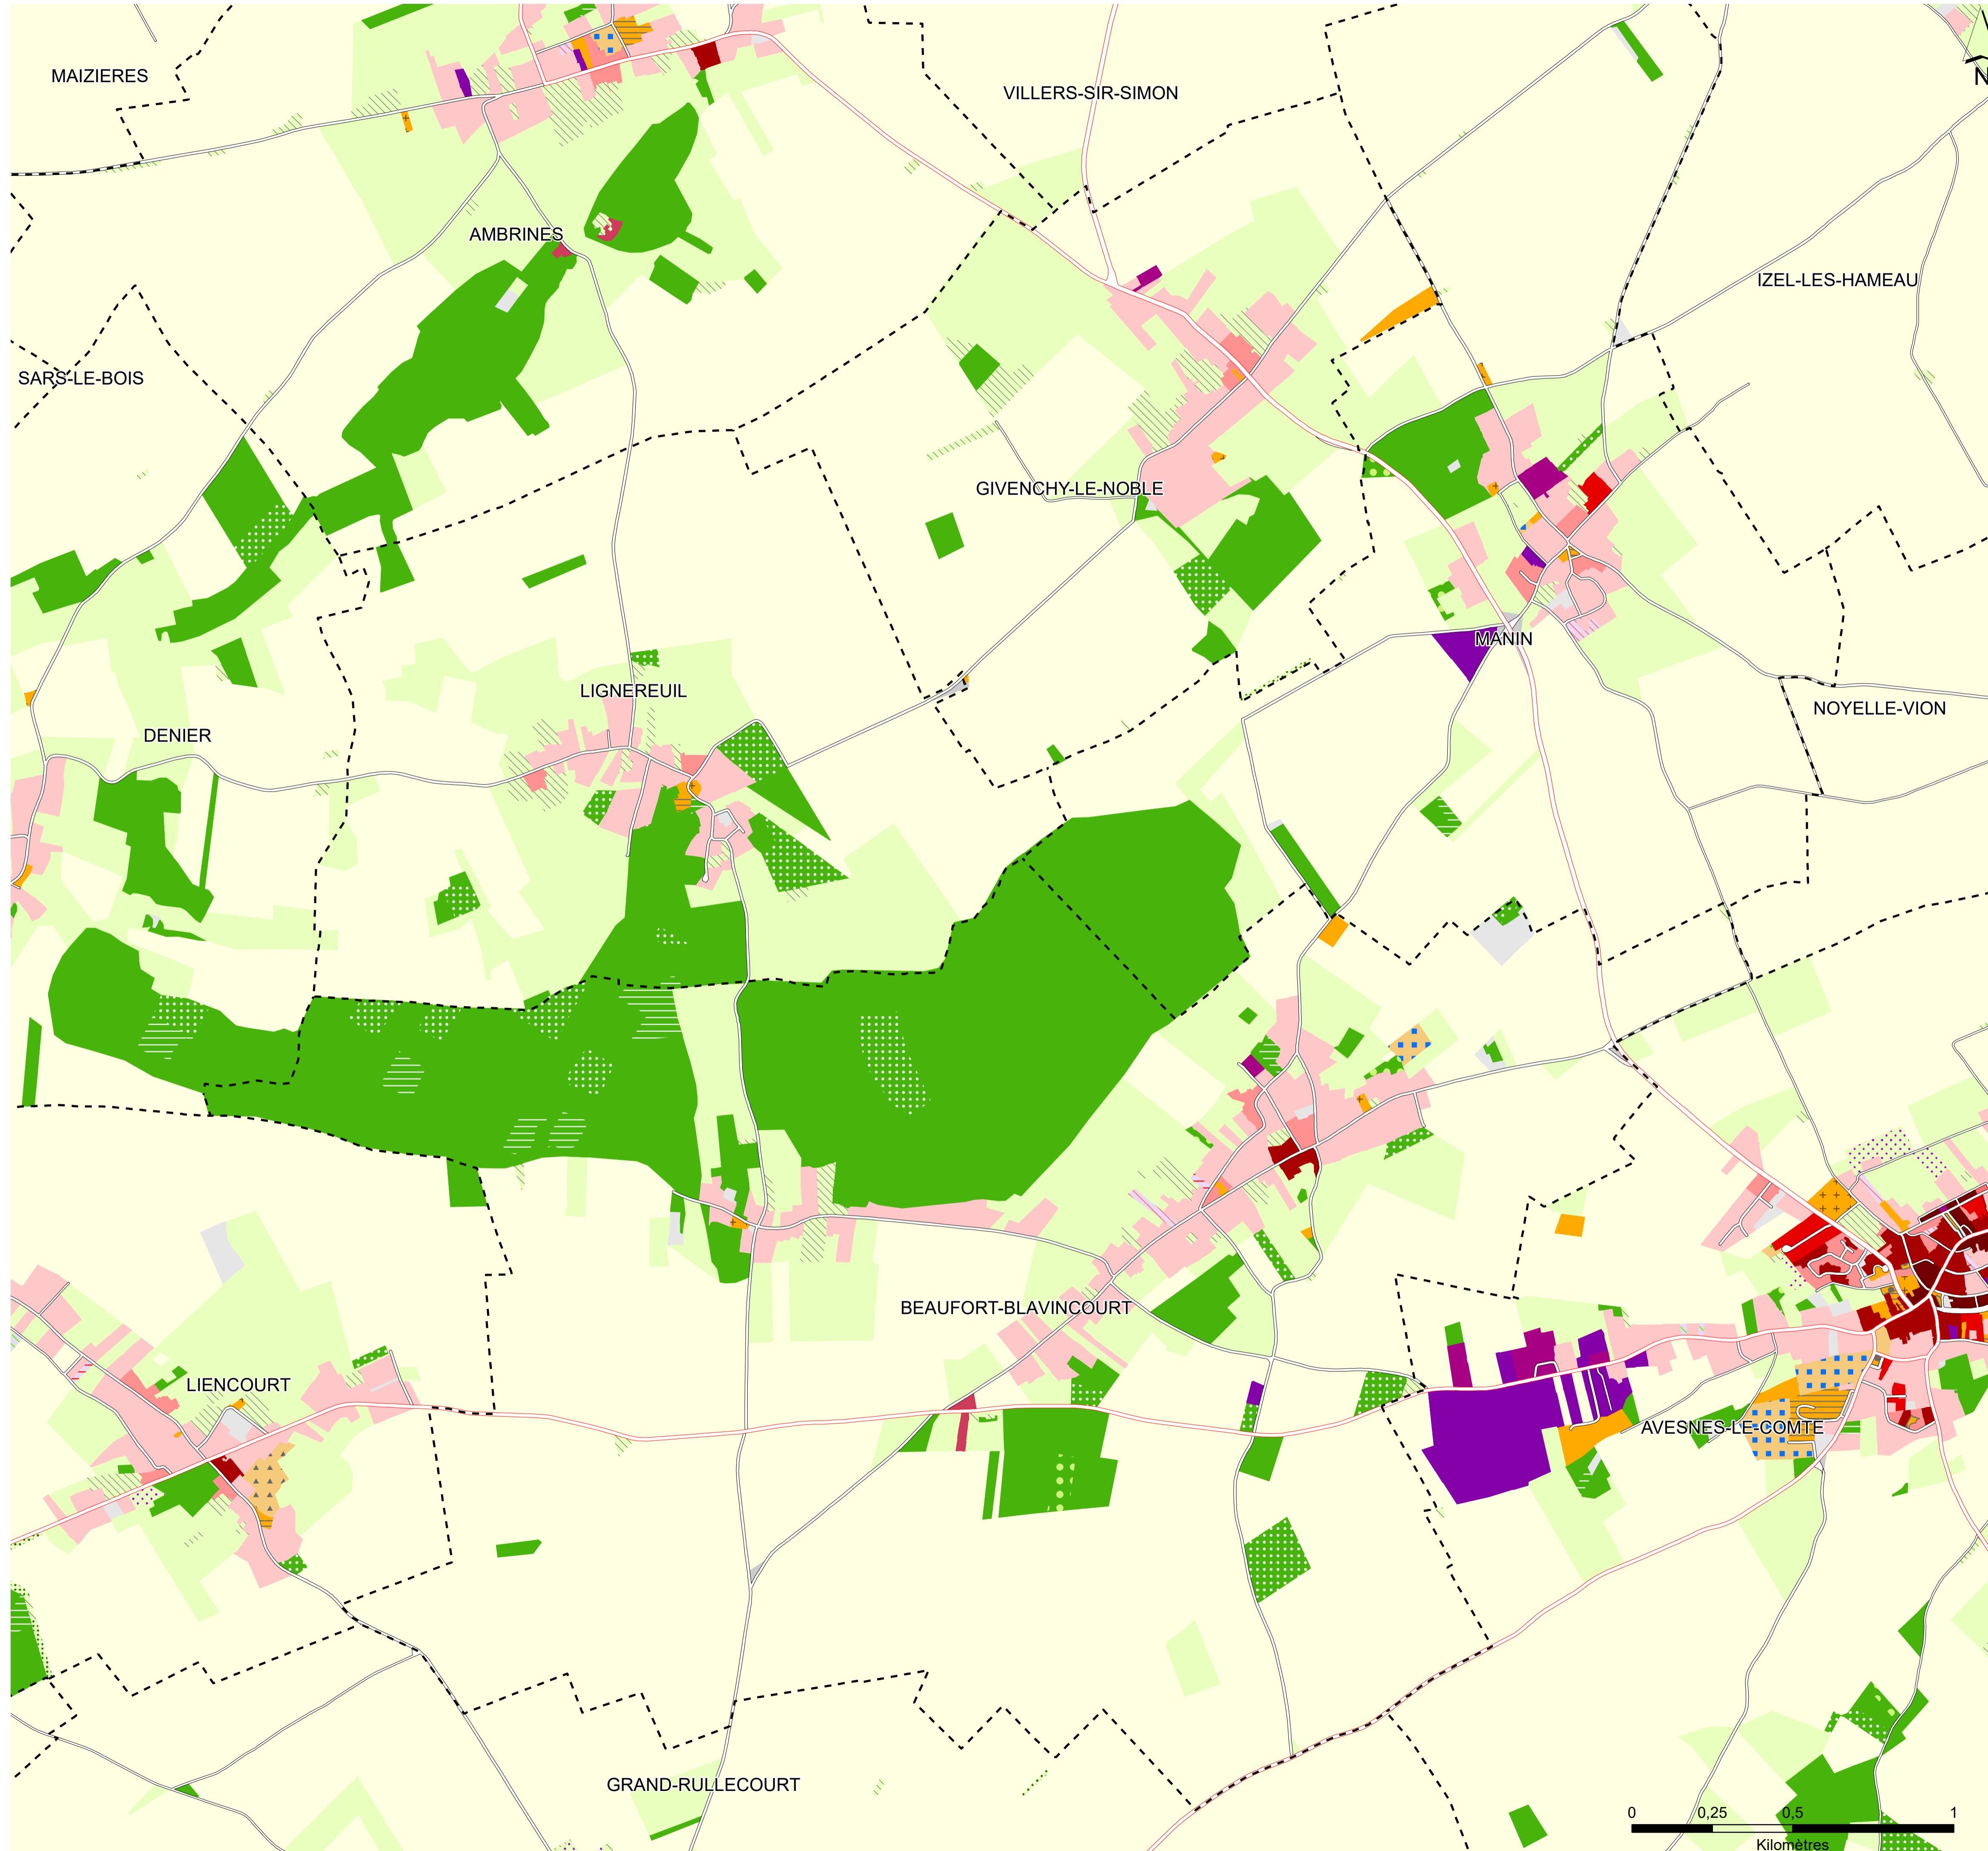 MAIZIERES
N
VILLERS-SIR-SIMON
AMBRINES
IZEL-LES-HAMEAU
SARS-LE-BOIS
GIVENCHY-LE-NOBLE
MANIN
LIGNEREUIL
NOYELLE-VION
DENIER
BEAUFORT-BLAVINCOURT
LIENCOURT
AVESNES-LE-COMTE
GRAND-RULLECOURT
0 0,25 0,5 1
Kilomètres